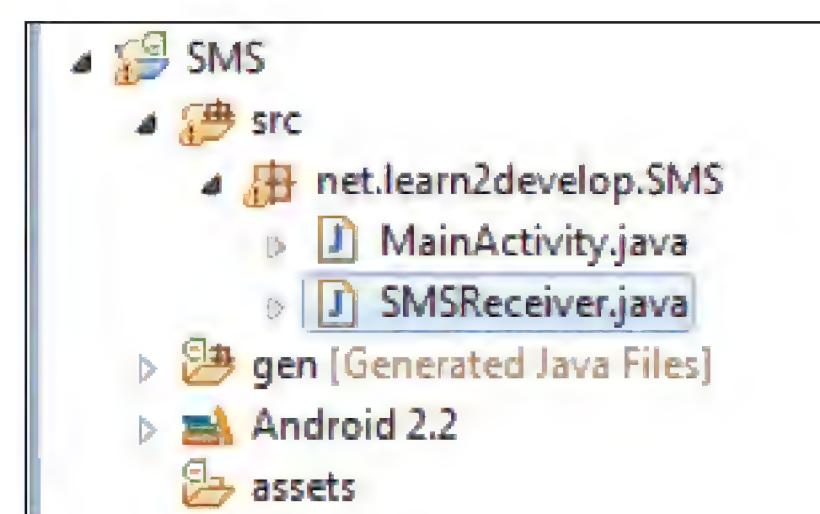 SMS
src
net.learn2develop.SMS
MainActivity.java
SMSReceiver.java
gen [Generated Java Files]
Android 2.2
assets